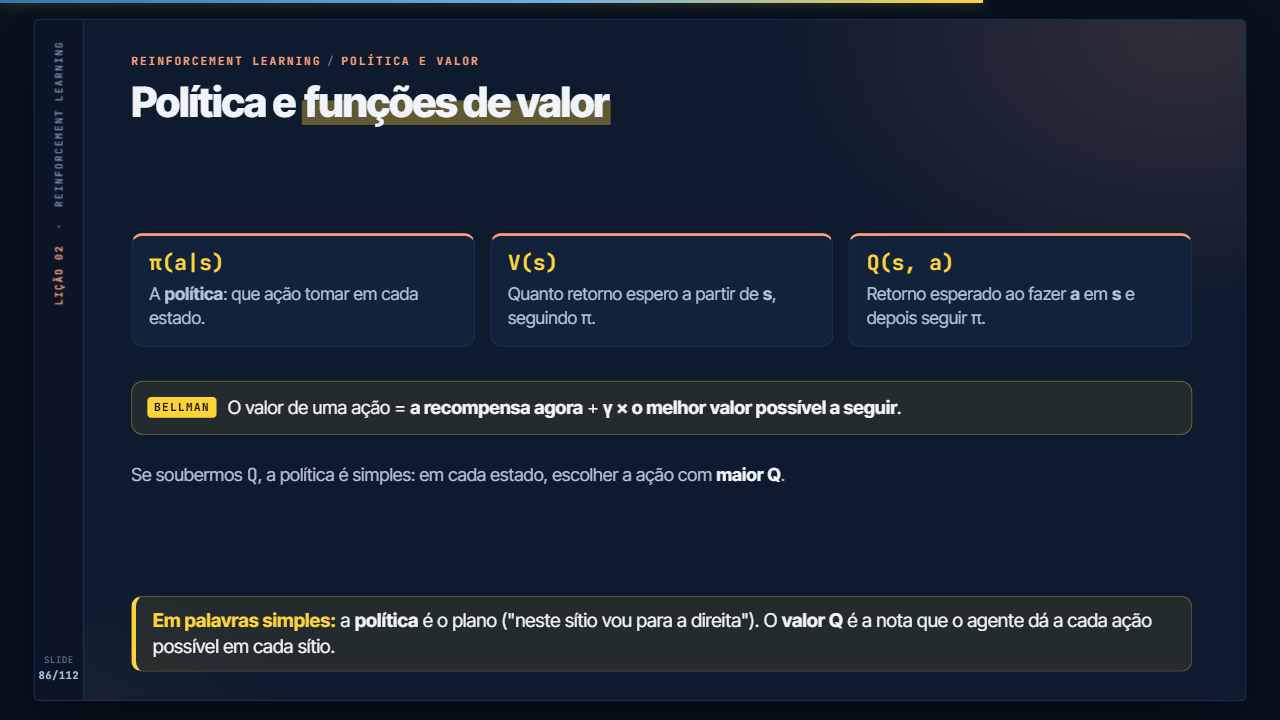 REINFORCEMENT LEARNING / POLÍTICA E VALOR
Política e funções de valor
LIÇÃO 02 · REINFORCEMENT LEARNING
π(a|s)
A política: que ação tomar em cada
estado.
V(s)
Quanto retorno espero a partir de s,
seguindo π.
Q(s, a)
Retorno esperado ao fazer a em s e
depois seguir π.
BELLMAN O valor de uma ação = a recompensa agora + γ × o melhor valor possível a seguir.
Se soubermos Q, a política é simples: em cada estado, escolher a ação com maior Q.
Em palavras simples: a política é o plano ("neste sítio vou para a direita"). O valor Q é a nota que o agente dá a cada ação
possível em cada sítio.
SLIDE
86/112